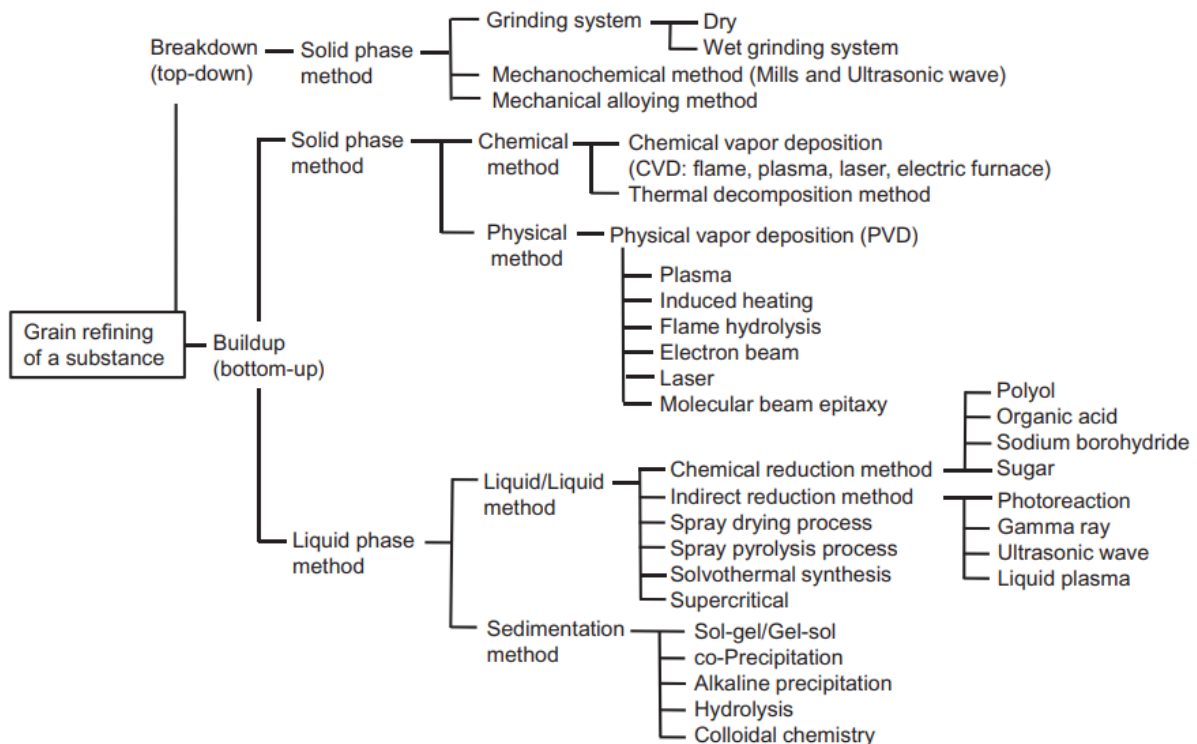 Breakdown
(top-down)
Solid phase
method
Grinding system
Dry
Wet grinding system
Mechanochemical method (Mills and Ultrasonic wave)
Mechanical alloying method
Grain refining
of a substance
Buildup
(bottom-up)
Solid phase
method
Chemical
method
Chemical vapor deposition
(CVD: flame, plasma, laser, electric furnace)
Thermal decomposition method
Physical
method
Physical vapor deposition (PVD)
Plasma
Induced heating
Flame hydrolysis
Electron beam
Laser
Molecular beam epitaxy
Liquid phase
method
Liquid/Liquid
method
Chemical reduction method
Polyol
Organic acid
Sodium borohydride
Sugar
Indirect reduction method
Photoreaction
Gamma ray
Ultrasonic wave
Liquid plasma
Spray drying process
Spray pyrolysis process
Solvothermal synthesis
Supercritical
Sedimentation
method
Sol-gel/Gel-sol
co-Precipitation
Alkaline precipitation
Hydrolysis
Colloidal chemistry